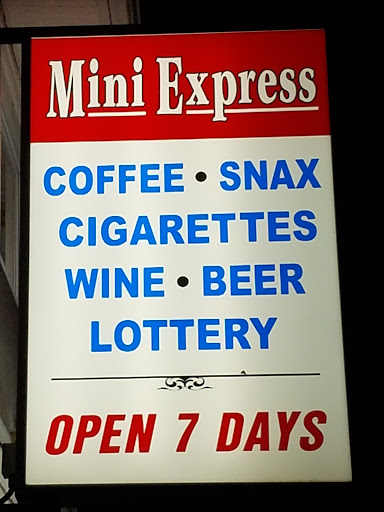 Mini Express
COFFEE • SNAX
CIGARETTES
WINE • BEER
LOTTERY
OPEN 7 DAYS